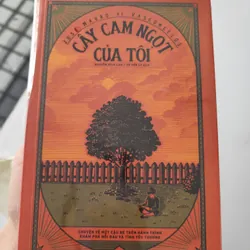 JOSÉ MAURO DE VASCONCELOS
CÂY CAM NGỌT
CỦA TÔI
CHUYỆN VỀ MỘT CẬU BÉ TRÊN HÀNH TRÌNH
KHÁM PHÁ NỖI ĐAU VÀ TÌNH YÊU THƯƠNG